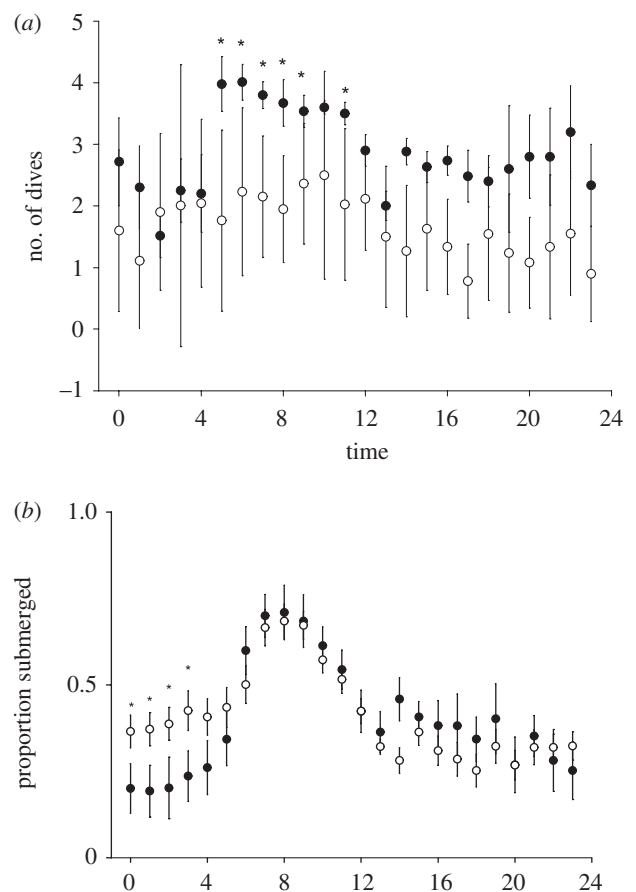 (a)
5
4
3
2
1
0
–1
no. of dives
* * * * * *
0 4 8 12 16 20 24
time
(b)
1.0
0.5
0
proportion submerged
* * * *
0 4 8 12 16 20 24